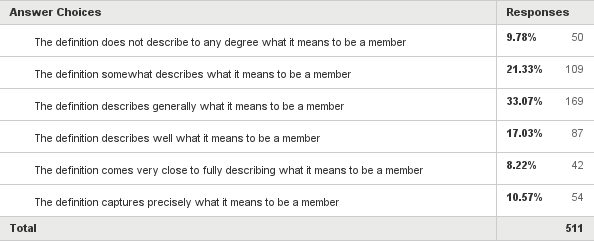 Answer Choices Responses
The definition does not describe to any degree what it means to be a member 9.78% 50
The definition somewhat describes what it means to be a member 21.33% 109
The definition describes generally what it means to be a member 33.07% 169
The definition describes well what it means to be a member 17.03% 87
The definition comes very close to fully describing what it means to be a member 8.22% 42
The definition captures precisely what it means to be a member 10.57% 54
Total 511